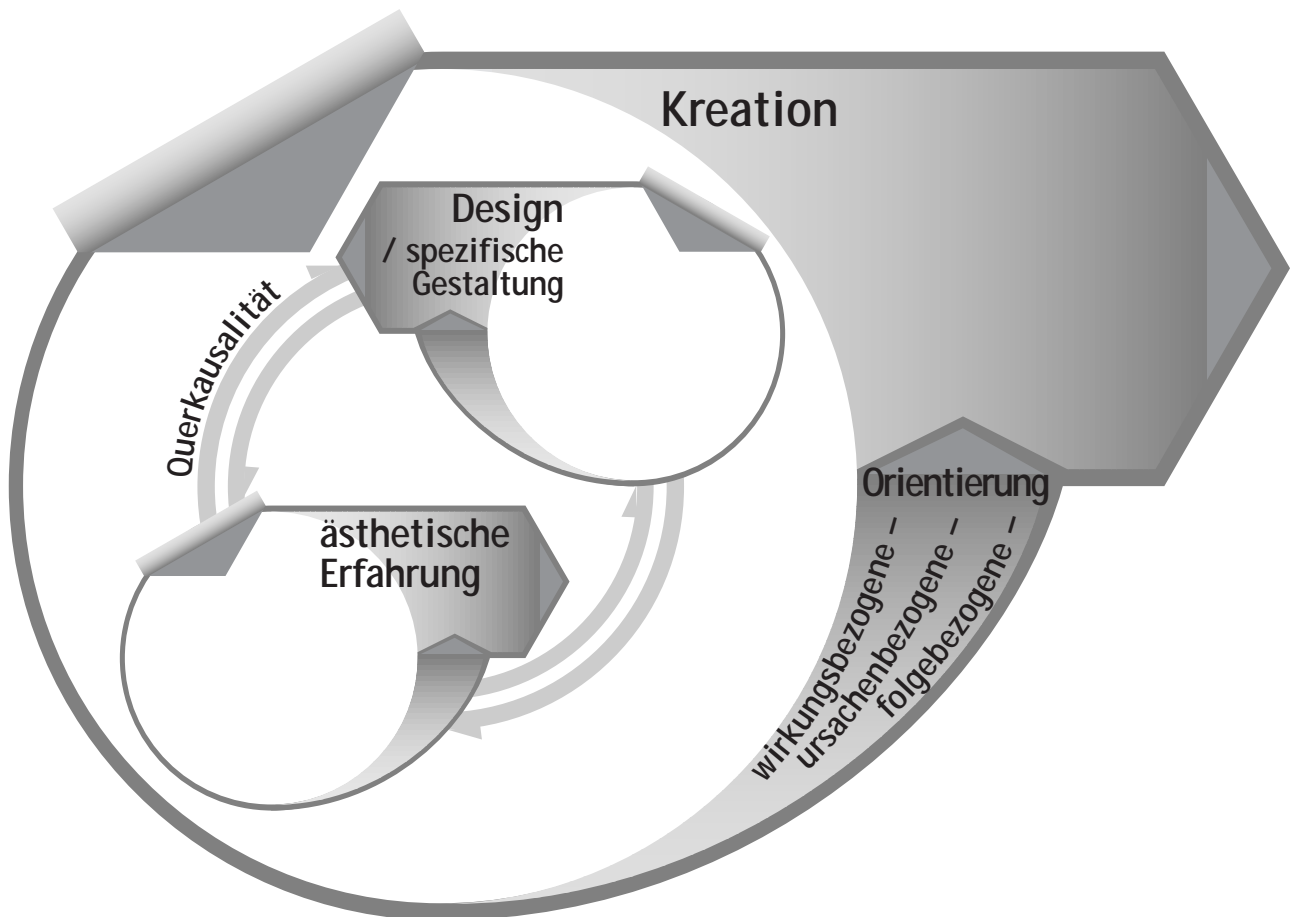 Kreation
Design
/ spezifische
Gestaltung
Querkausalität
ästhetische
Erfahrung
Orientierung
wirkungsbezogene –
ursachenbezogene –
folgebezogene –